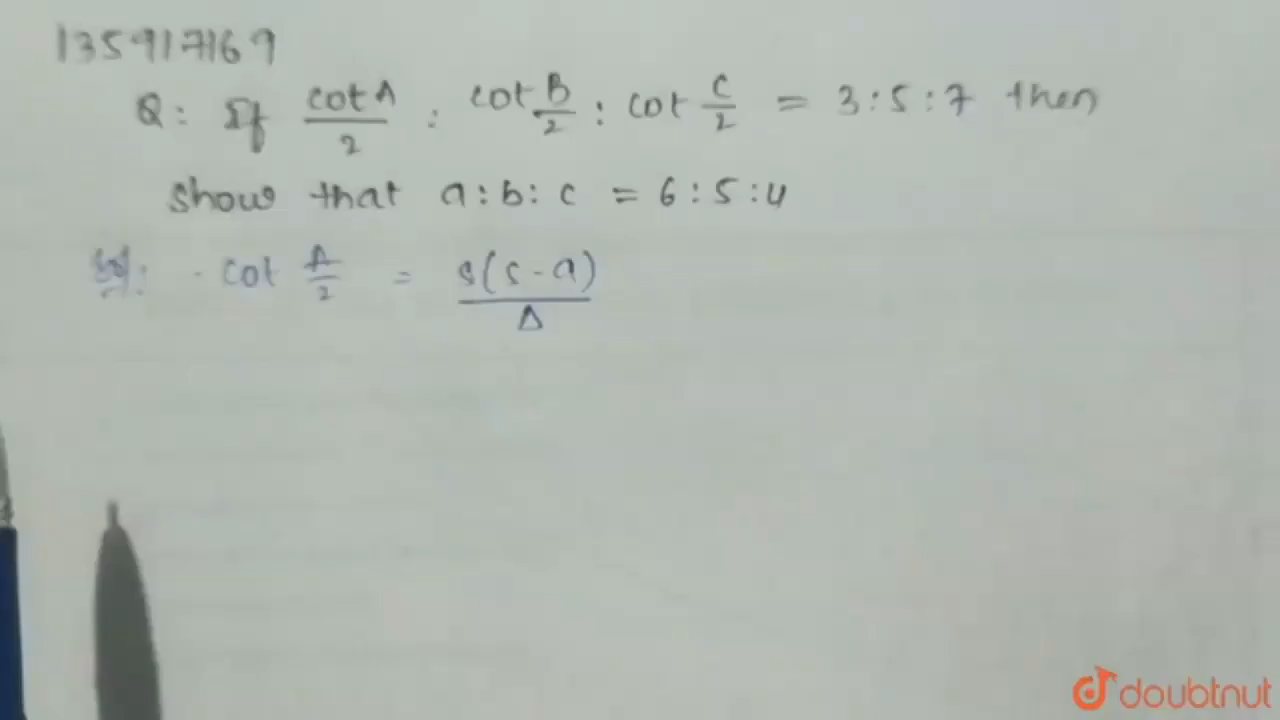 135917169
Q: If cot A/2 : cot B/2 : cot C/2 = 3:5:7 then
show that a:b:c = 6:5:4
Sol: cot A/2 = s(s-a)/Δ
doubtnut